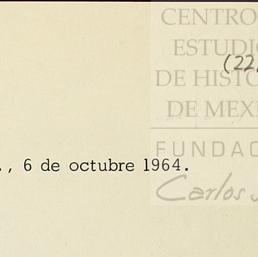 CENTRO
ESTUDI
(22,
DE HISTO
DE MEX
FUNDAC
., 6 de octubre 1964.
Carlos S